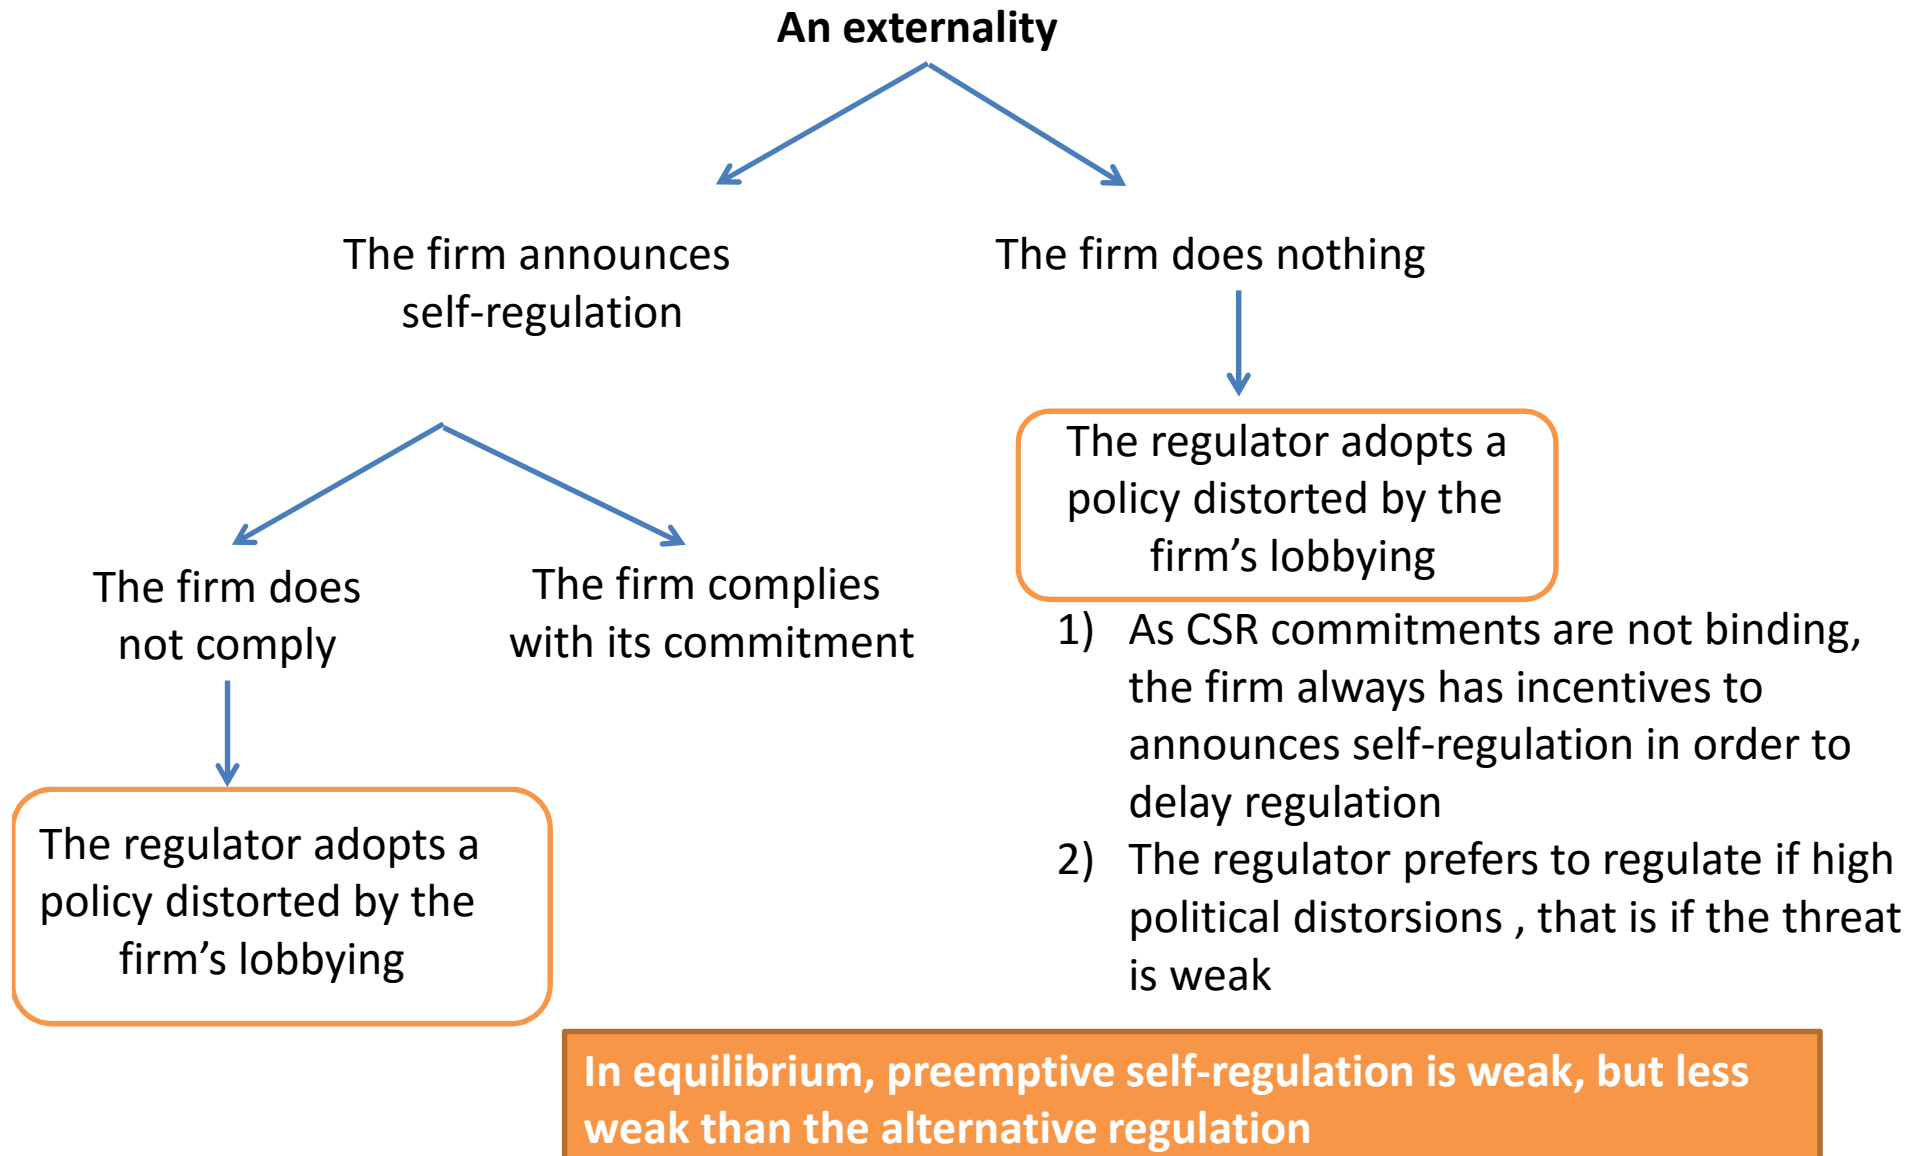 An externality
The firm announces
self-regulation
The firm does nothing
The firm does
not comply
The firm complies
with its commitment
The regulator adopts a
policy distorted by the
firm’s lobbying
The regulator adopts a
policy distorted by the
firm’s lobbying
1) As CSR commitments are not binding,
the firm always has incentives to
announces self-regulation in order to
delay regulation
2) The regulator prefers to regulate if high
political distorsions , that is if the threat
is weak
In equilibrium, preemptive self-regulation is weak, but less
weak than the alternative regulation